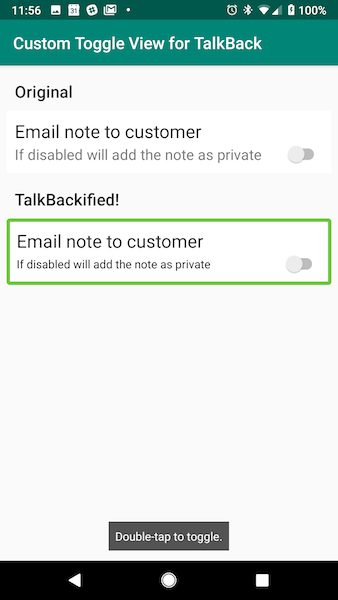 11:56 31 100%
Custom Toggle View for TalkBack
Original
Email note to customer
If disabled will add the note as private
TalkBackified!
Email note to customer
If disabled will add the note as private
Double-tap to toggle.